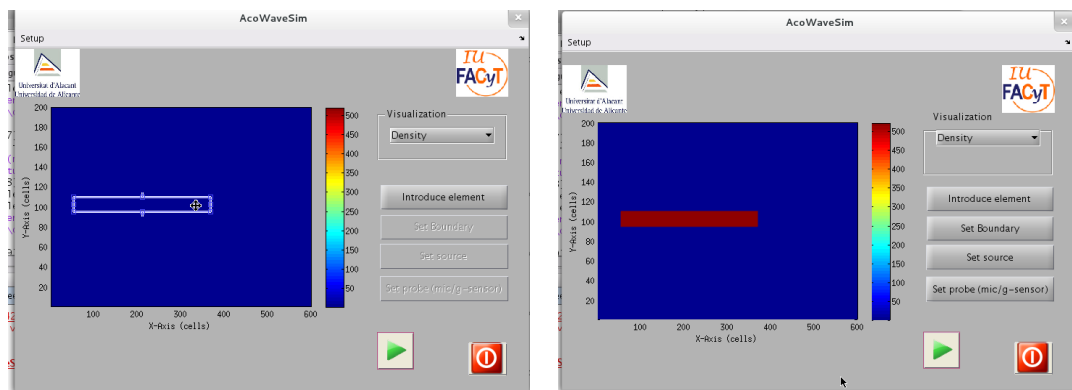 AcoWaveSim
Setup
Universitat d'Alacant
Universidad de Alicante
IU
FACyT
200
180
160
140
120
100
80
60
40
20
Y-Axis (cells)
100
200
300
400
500
600
X-Axis (cells)
500
450
400
350
300
250
200
150
100
50
Visualization
Density
Introduce element
Set Boundary
Set source
Set probe (mic/g-sensor)
AcoWaveSim
Setup
Universitat d'Alacant
Universidad de Alicante
IU
FACyT
200
180
160
140
120
100
80
60
40
20
Y-Axis (cells)
100
200
300
400
500
600
X-Axis (cells)
500
450
400
350
300
250
200
150
100
50
Visualization
Density
Introduce element
Set Boundary
Set source
Set probe (mic/g-sensor)